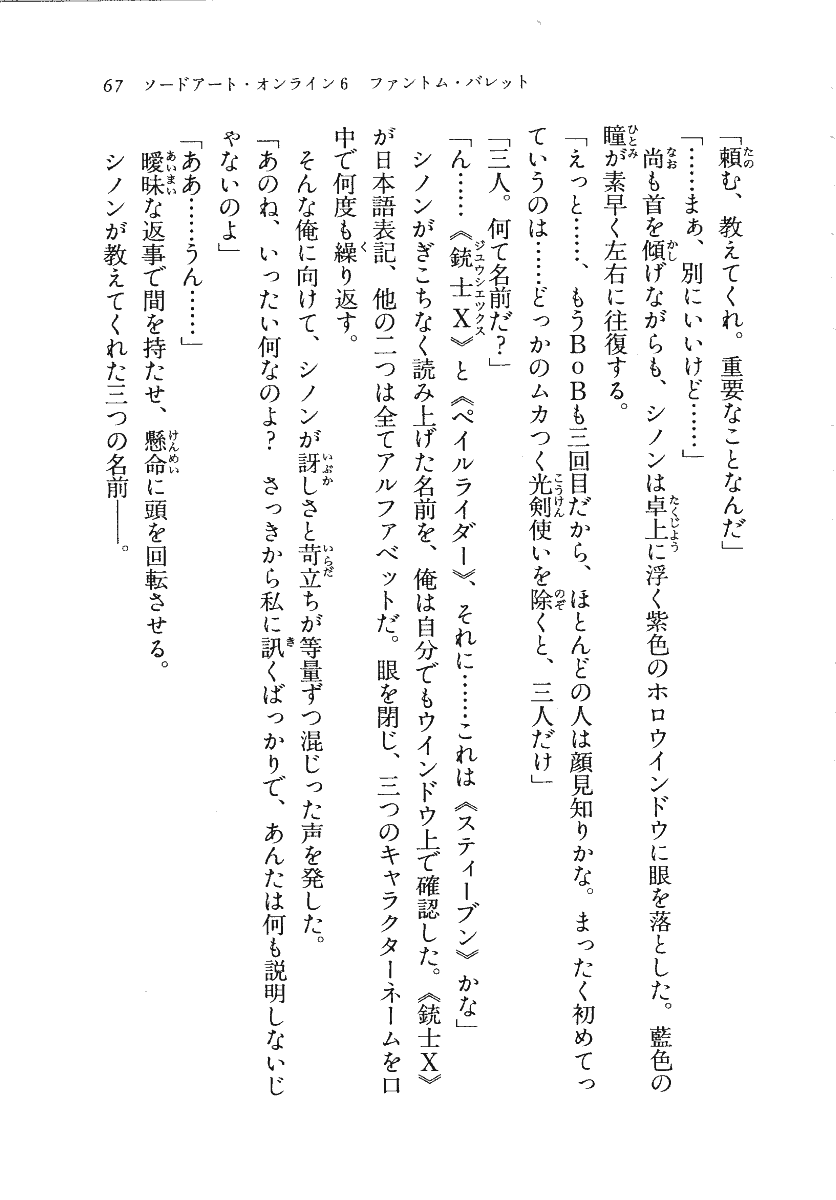 67　ソードアート・オンライン6　ファントム・バレット
「頼む、教えてくれ。重要なことなんだ」
「……まぁ、別にいいけど……」
　尚も首を傾げながらも、シノンは卓上に浮く紫色のホロウインドウに眼を落とした。藍色の
瞳が素早く左右に往復する。
「えっと……、もうBoBも三回目だから、ほとんどの人は顔見知りかな。まったく初めてっ
ていうのは……どっかのムカつく光剣使いを除くと、三人だけ」
「三人。何て名前だ？」
「ん……《銃士X》と《ペイルライダー》、それに……これは《スティーブン》かな」
　シノンがぎこちなく読み上げた名前を、俺は自分でもウインドウ上で確認した。《銃士X》
が日本語表記、他の二つは全てアルファベットだ。眼を閉じ、三つのキャラクターネームを口
中で何度も繰り返す。
　そんな俺に向けて、シノンが訝しさと苛立ちが等量ずつ混じった声を発した。
「あのね、いったい何なのよ？　さっきから私に訊くばっかりで、あんたは何も説明しないじ
ゃないのよ」
「ああ……うん……」
　曖昧な返事で間を持たせ、懸命に頭を回転させる。
　シノンが教えてくれた三つの名前――。